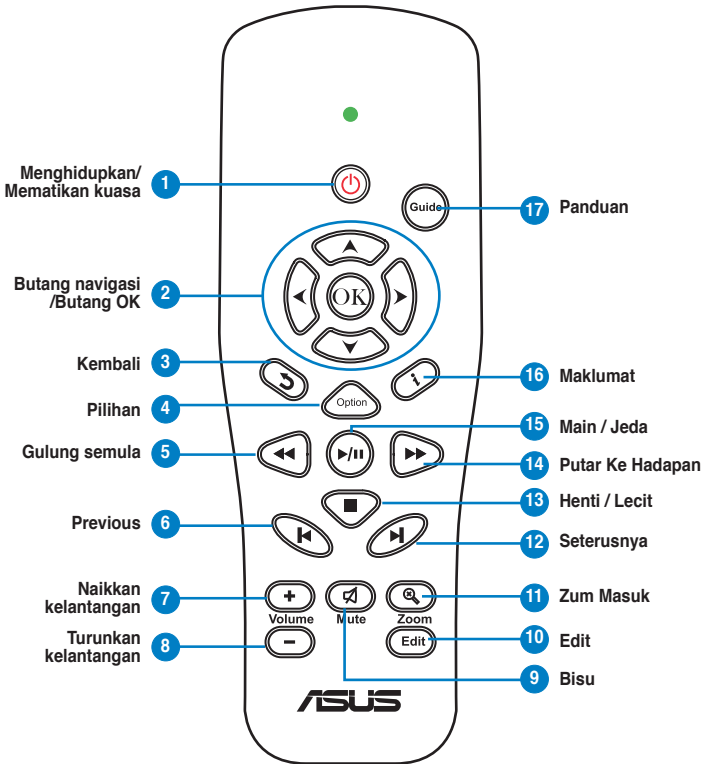 Menghidupkan/
Mematikan kuasa
1
Guide
17
Panduan
Butang navigasi
/Butang OK
2
OK
Kembali
3
16
Maklumat
Pilihan
4
Option
15
Main / Jeda
Gulung semula
5
14
Putar Ke Hadapan
13
Henti / Lecit
Previous
6
12
Seterusnya
Naikkan
kelantangan
7
11
Zum Masuk
Volume
Mute
Zoom
Turunkan
kelantangan
8
Edit
10
Edit
9
Bisu
ASUS